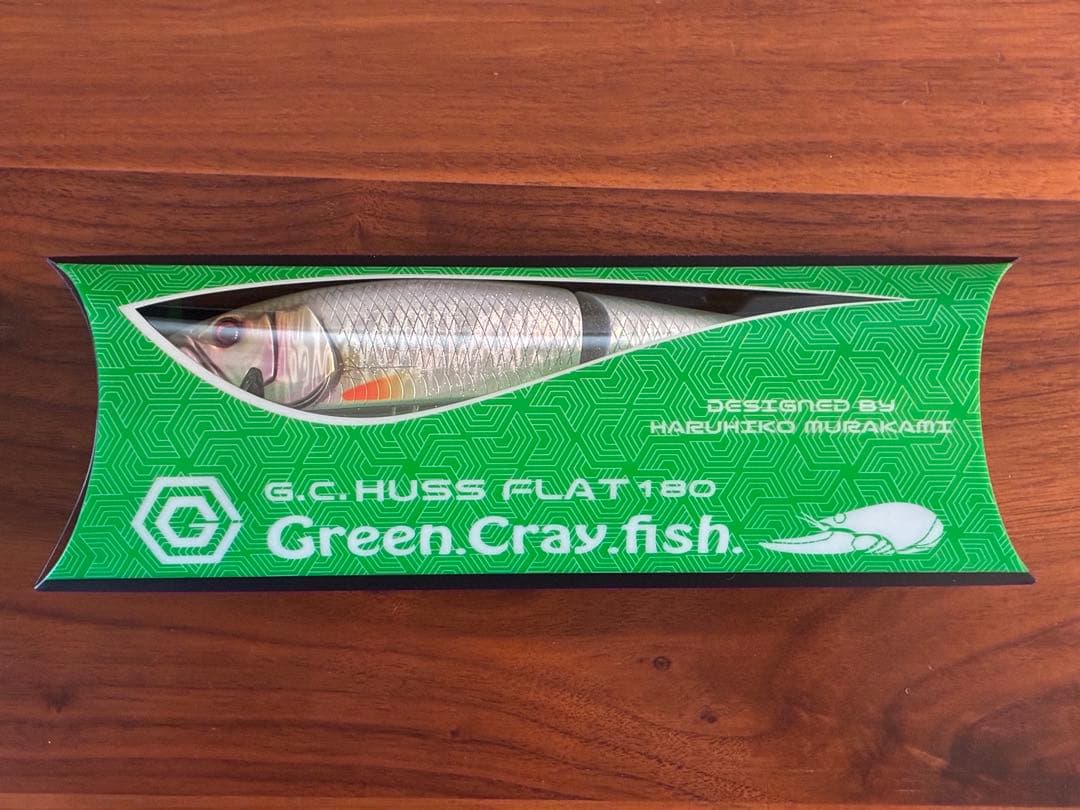 DESIGNED BY
HARUHIKO MURAKAMI
G.C. HUSS FLAT 180
Green.Cray.fish.